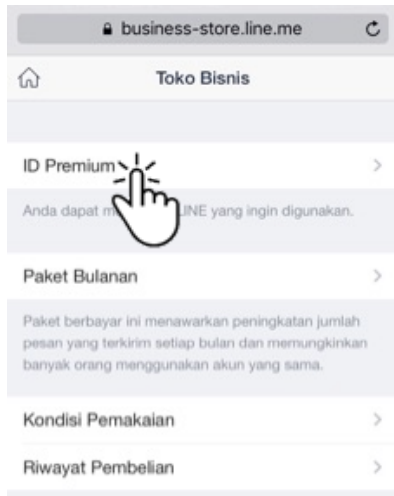 business-store.line.me
Toko Bisnis
ID Premium
Anda dapat m LINE yang ingin digunakan.
Paket Bulanan
Paket berbayar ini menawarkan peningkatan jumlah
pesan yang terkirim setiap bulan dan memungkinkan
banyak orang menggunakan akun yang sama.
Kondisi Pemakaian
Riwayat Pembelian